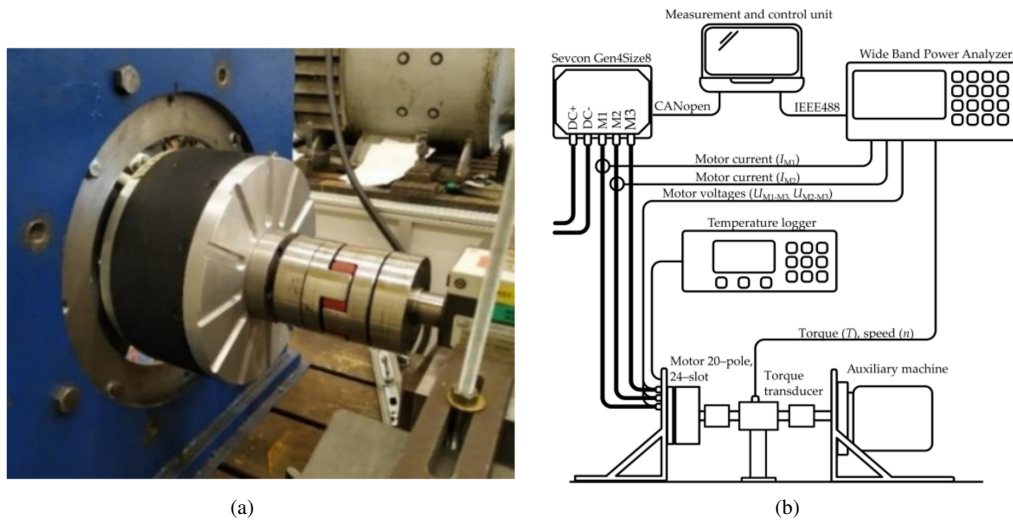 Measurement and control unit
Sevcon Gen4Size8
Wide Band Power Analyzer
DC+
DC-
M1
M2
M3
CANopen
IEEE488
Motor current (I_M1)
Motor current (I_M2)
Motor voltages (U_M1-M3, U_M2-M3)
Temperature logger
Torque (T), speed (n)
Motor 20–pole,
24–slot
Torque
transducer
Auxiliary machine
(a)
(b)